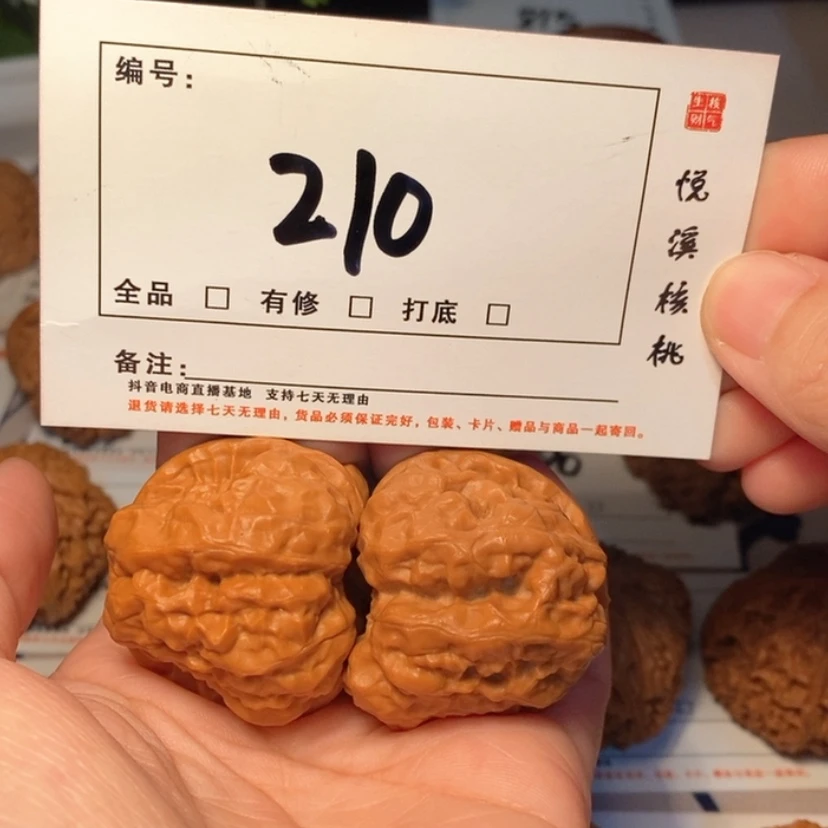 编号:
210
全品 □ 有修 □ 打底 □
备注:
抖音电商直播基地 支持七天无理由
退货请选择七天无理由，货品必须保证完好，包装、卡片、赠品与商品一起寄回。
悦溪核桃